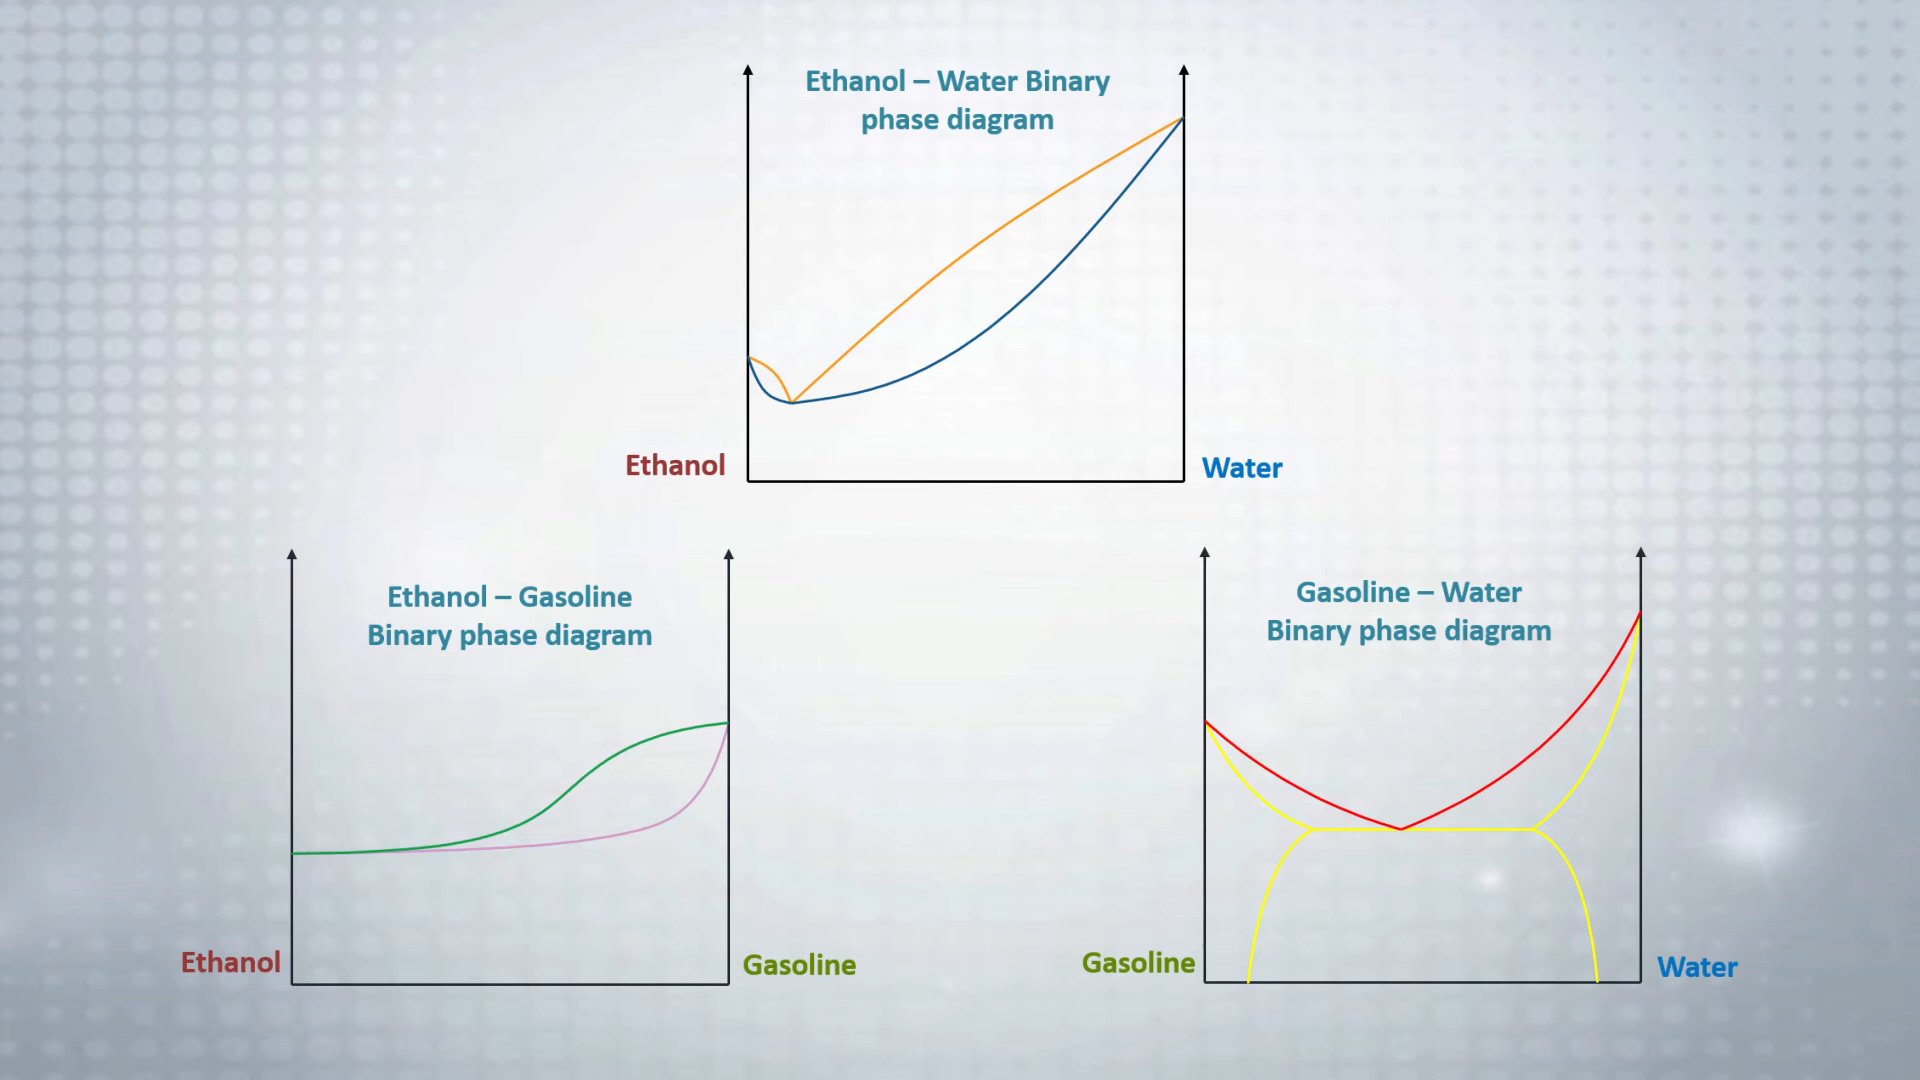 Ethanol – Water Binary
phase diagram
Ethanol
Water
Ethanol – Gasoline
Binary phase diagram
Ethanol
Gasoline
Gasoline – Water
Binary phase diagram
Gasoline
Water